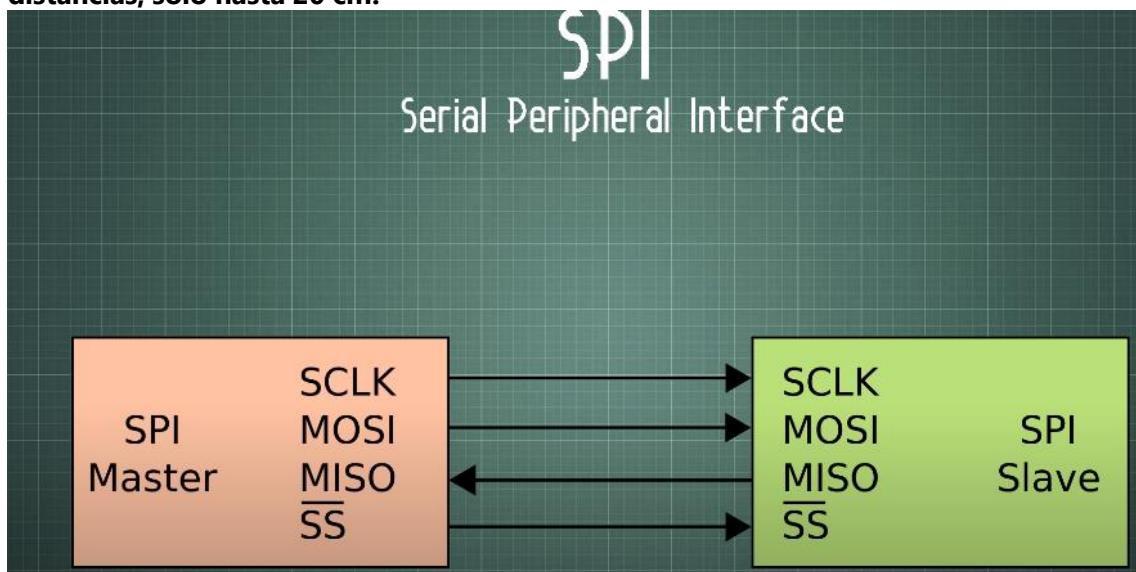 distancias, solo hasta 20 cm.
SPI
Serial Peripheral Interface
SPI
Master
SCLK
MOSI
MISO
SS
SCLK
MOSI
MISO
SS
SPI
Slave